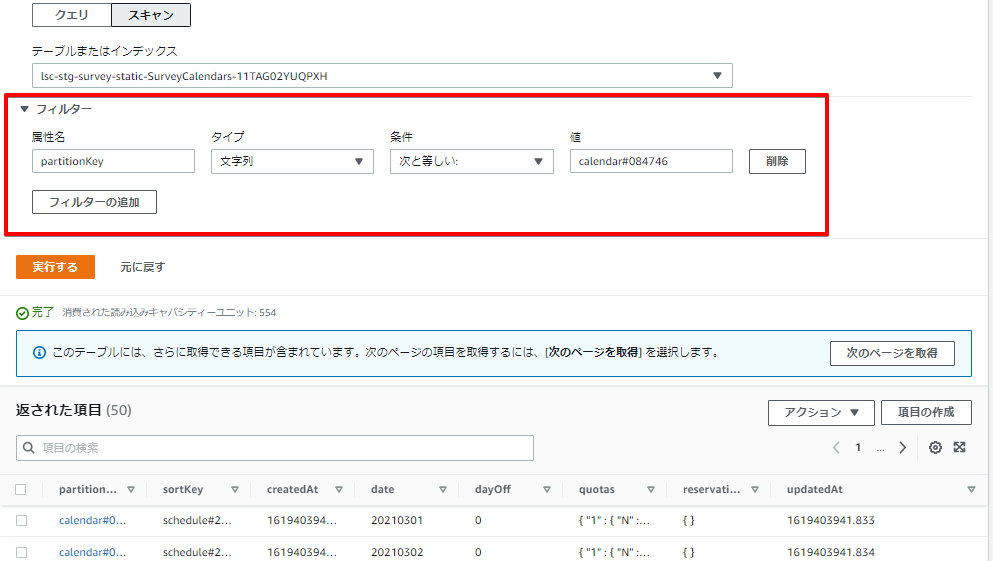 クエリ スキャン
テーブルまたはインデックス
lsc-stg-survey-static-SurveyCalendars-11TAG02YUQPXH
フィルター
属性名 タイプ 条件 値
partitionKey 文字列 次と等しい: calendar#084746 削除
フィルターの追加
実行する 元に戻す
完了 消費された読み込みキャパシティーユニット: 554
このテーブルには、さらに取得できる項目が含まれています。次のページの項目を取得するには、[次のページを取得] を選択します。 次のページを取得
返された項目 (50) アクション 項目の作成
項目の検索 1 ...
partition... sortKey createdAt date dayOff quotas reservati... updatedAt
calendar#0... schedule#2... 161940394... 20210301 0 { "1" : { "N" :... { } 1619403941.833
calendar#0... schedule#2... 161940394... 20210302 0 { "1" : { "N" :... { } 1619403941.834